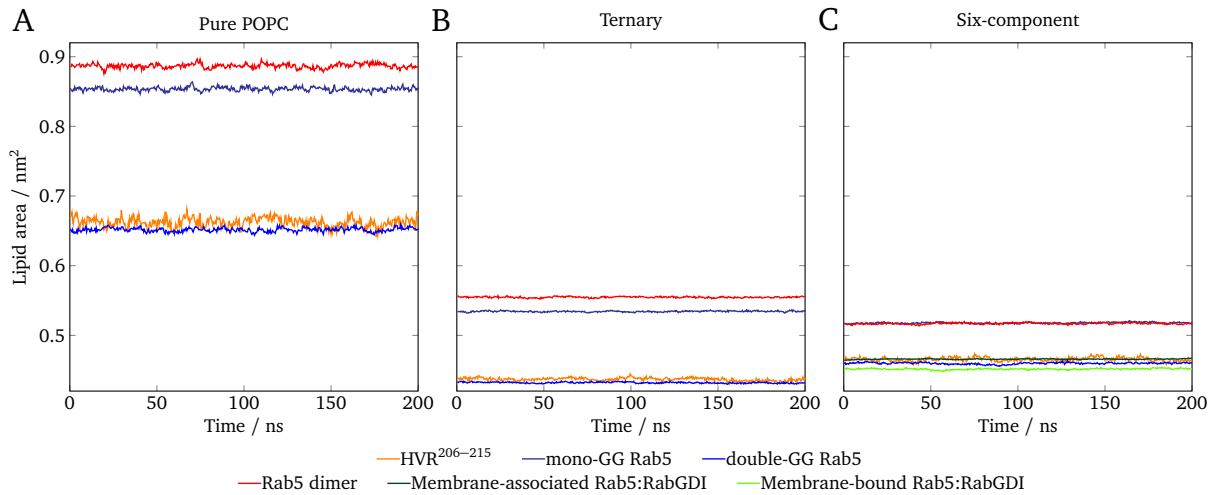 A
Pure POPC
B
Ternary
C
Six-component
0.9
0.8
0.7
0.6
0.5
Lipid area / nm²
0 50 100 150 200
0 50 100 150 200
0 50 100 150 200
Time / ns
Time / ns
Time / ns
HVR²⁰⁶⁻²¹⁵ mono-GG Rab5 double-GG Rab5
Rab5 dimer Membrane-associated Rab5:RabGDI Membrane-bound Rab5:RabGDI